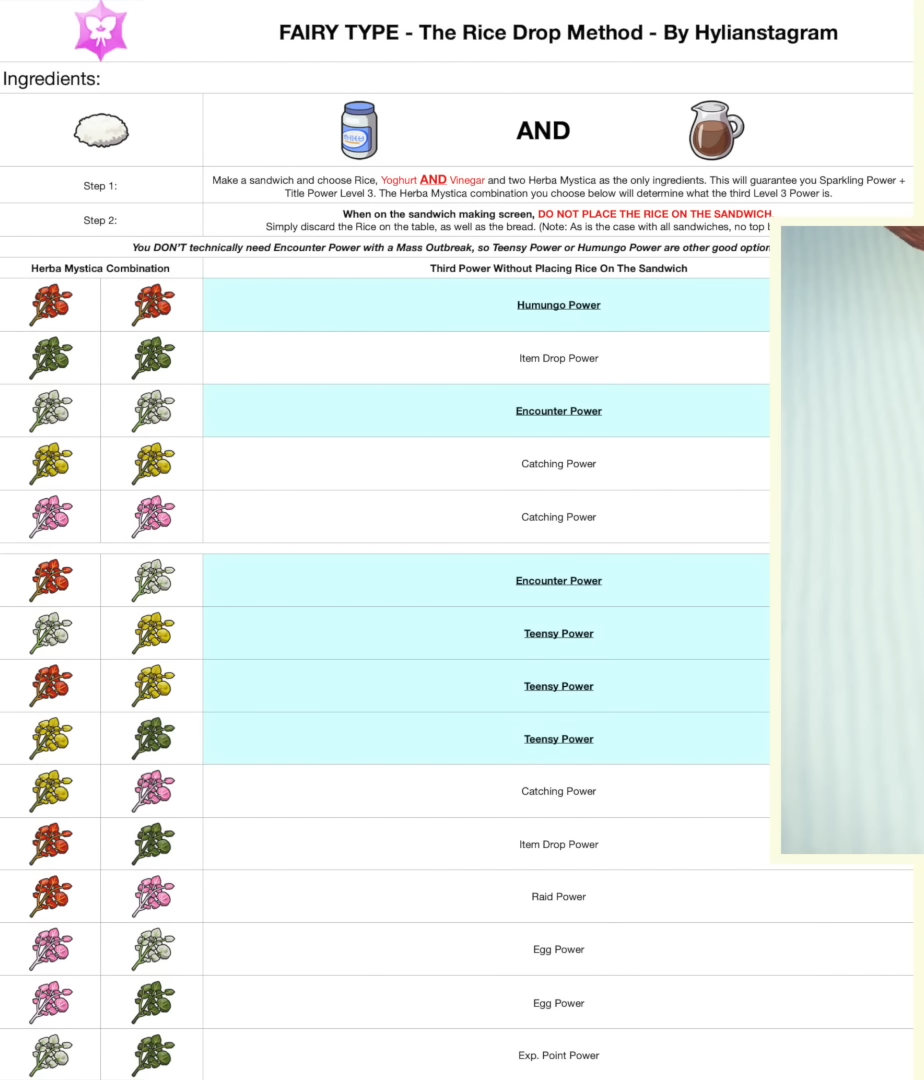 FAIRY TYPE - The Rice Drop Method - By Hylianstagram
Ingredients:
AND
Step 1:
Make a sandwich and choose Rice, Yoghurt AND Vinegar and two Herba Mystica as the only ingredients. This will guarantee you Sparkling Power +
Title Power Level 3. The Herba Mystica combination you choose below will determine what the third Level 3 Power is.
Step 2:
When on the sandwich making screen, DO NOT PLACE THE RICE ON THE SANDWICH
Simply discard the Rice on the table, as well as the bread. (Note: As is the case with all sandwiches, no top
You DON'T technically need Encounter Power with a Mass Outbreak, so Teensy Power or Humungo Power are other good
Herba Mystica Combination
Third Power Without Placing Rice On The Sandwich
Humungo Power
Item Drop Power
Encounter Power
Catching Power
Catching Power
Encounter Power
Teensy Power
Teensy Power
Teensy Power
Catching Power
Item Drop Power
Raid Power
Egg Power
Egg Power
Exp. Point Power